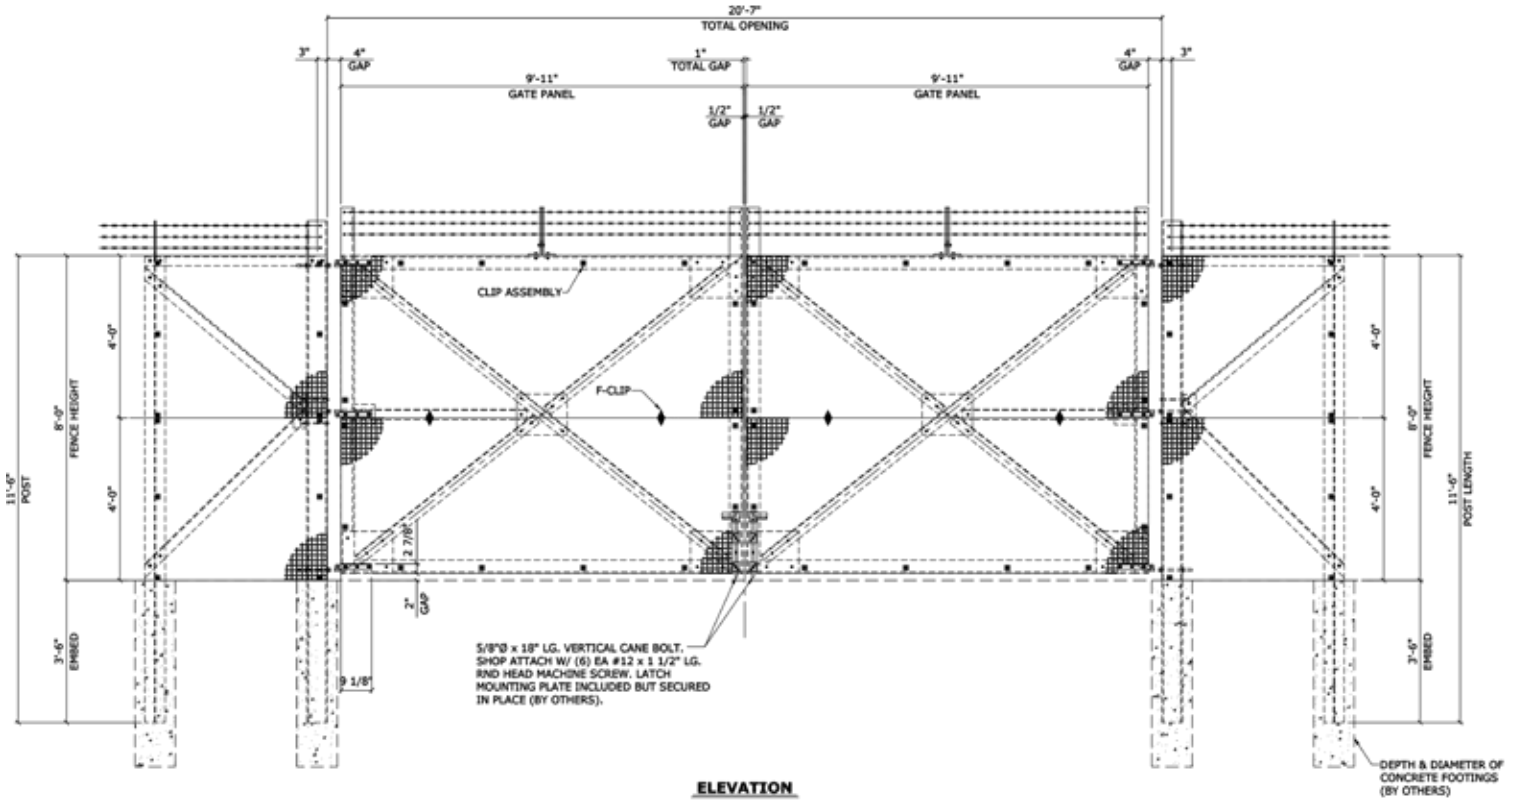 20'-7"
TOTAL OPENING
3"
4"
GAP
1"
TOTAL GAP
4"
GAP
3"
9'-11"
GATE PANEL
9'-11"
GATE PANEL
1/2"
GAP
1/2"
GAP
CLIP ASSEMBLY
F-CLIP
4'-0"
4'-0"
8'-0"
FENCE HEIGHT
11'-6"
POST
3'-6"
EMBED
4'-0"
4'-0"
8'-0"
FENCE HEIGHT
11'-6"
POST LENGTH
3'-6"
EMBED
2 7/8"
2"
GAP
9 1/8"
5/8"Ø x 18" LG. VERTICAL CANE BOLT.
SHOP ATTACH W/ (6) EA #12 x 1 1/2" LG.
RND HEAD MACHINE SCREW. LATCH
MOUNTING PLATE INCLUDED BUT SECURED
IN PLACE (BY OTHERS).
DEPTH & DIAMETER OF
CONCRETE FOOTINGS
(BY OTHERS)
ELEVATION